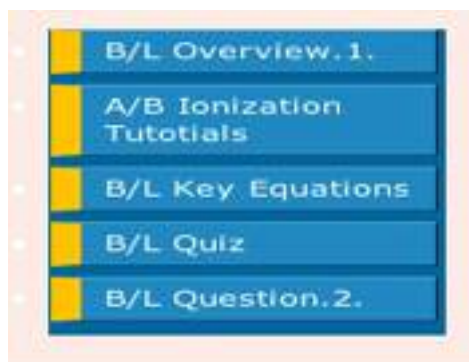 B/L Overview.1.
A/B Ionization
Tutotials
B/L Key Equations
B/L Quiz
B/L Question.2.